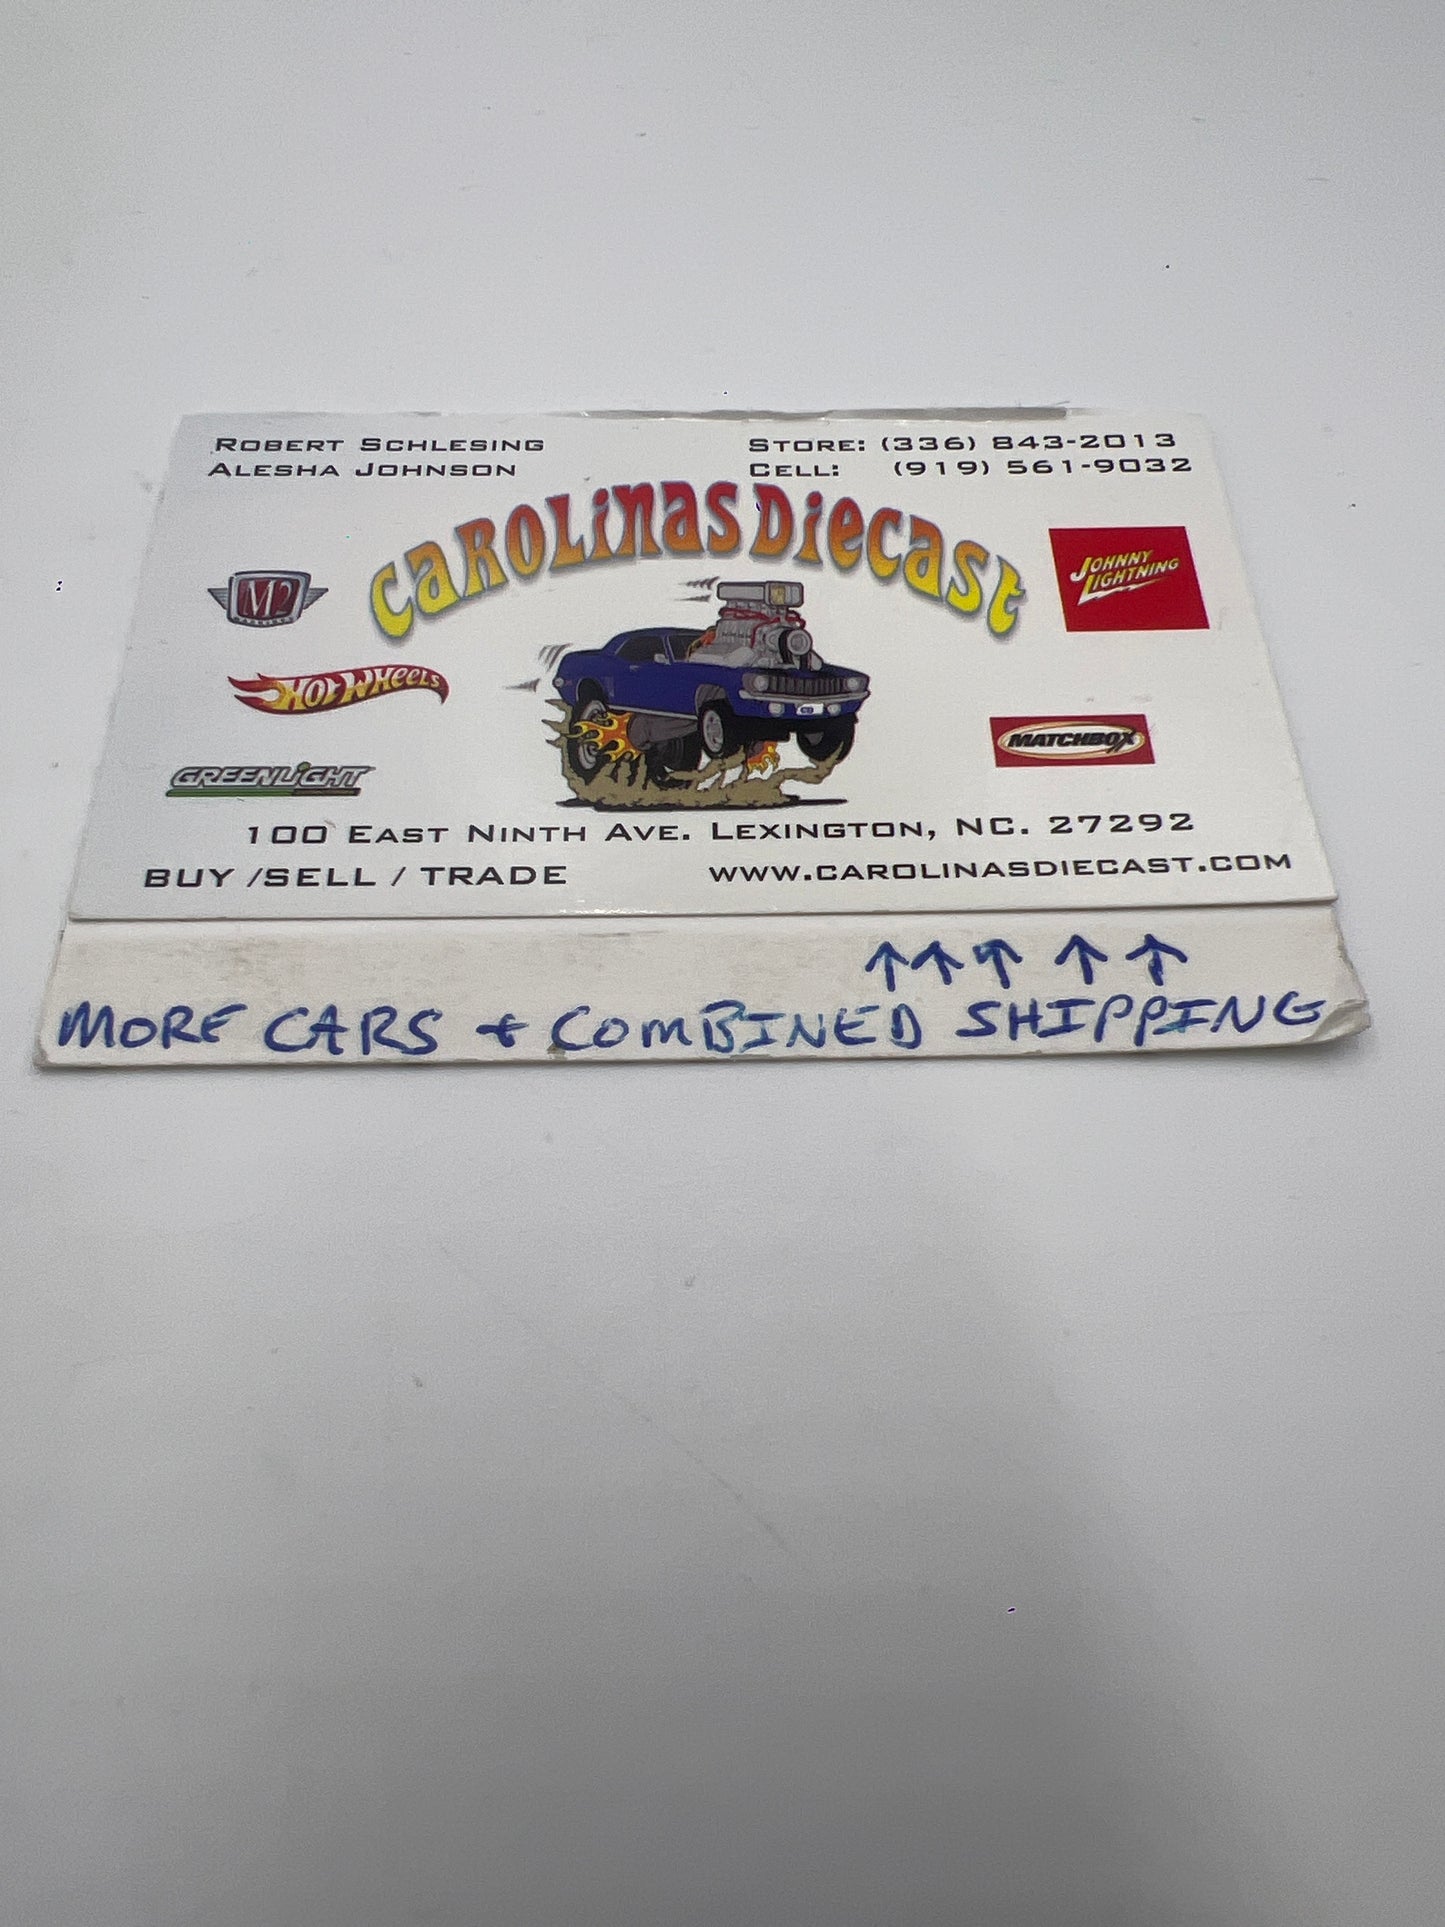 ROBERT SCHLESING
ALESHA JOHNSON
STORE: (336) 843-2013
CELL: (919) 561-9032
CAROLINAS DIECAST
M2
JOHNNY
LIGHTNING
HOT WHEELS
MATCHBOX
GREENLIGHT
100 EAST NINTH AVE. LEXINGTON, NC. 27292
BUY /SELL / TRADE
WWW.CAROLINASDIECAST.COM
↑↑↑↑↑
MORE CARS + COMBINED SHIPPING